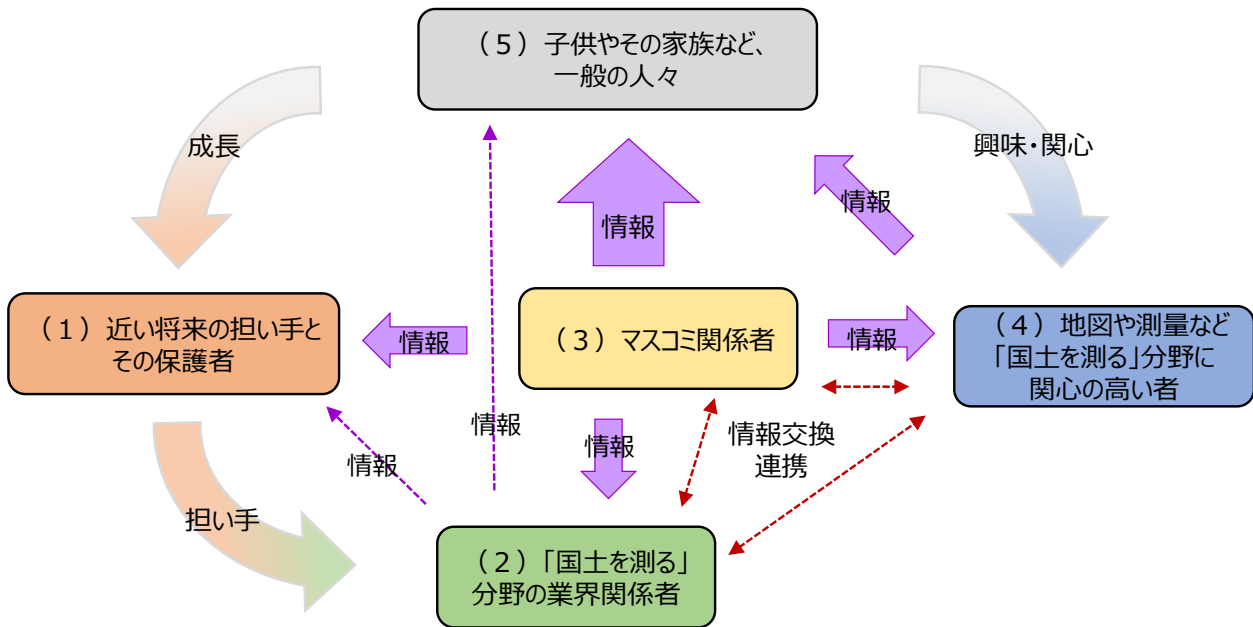 （５）子供やその家族など、
一般の人々
成長
興味・関心
情報
情報
（１）近い将来の担い手と
その保護者
情報
（３）マスコミ関係者
情報
（４）地図や測量など
「国土を測る」分野に
関心の高い者
情報
情報
情報
情報交換
連携
担い手
（２）「国土を測る」
分野の業界関係者